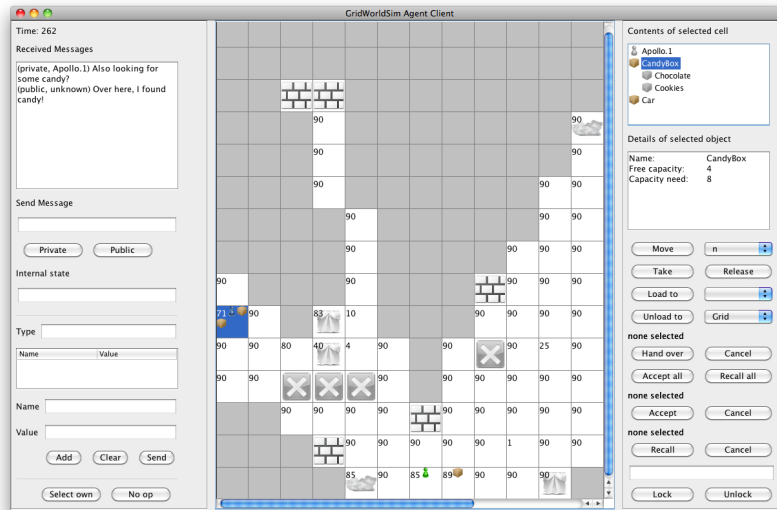 GridWorldSim Agent Client
Time: 262
Received Messages
(private, Apollo.1) Also looking for
some candy?
(public, unknown) Over here, I found
candy!
Send Message
Private Public
Internal state
Type
Name Value
Name
Value
Add Clear Send
Select own No op
90 90
90 90
90 90 90
90 90 90
90 90 90 90
90 90 90 90 90
71 90 83 10 90 90 90 90
90 90 80 40 4 90 90 90 25 90
90 90 90 90 90 90 90 90
90 90 90 90 90 90 90 90 90
90 90 90 90 90 1 90 90
85 90 85 89 90 90 90
Contents of selected cell
Apollo.1
CandyBox
Chocolate
Cookies
Car
Details of selected object
Name: CandyBox
Free capacity: 4
Capacity need: 8
Move n
Take Release
Load to
Unload to Grid
none selected
Hand over Cancel
Accept all Recall all
none selected
Accept Cancel
none selected
Recall Cancel
Lock Unlock